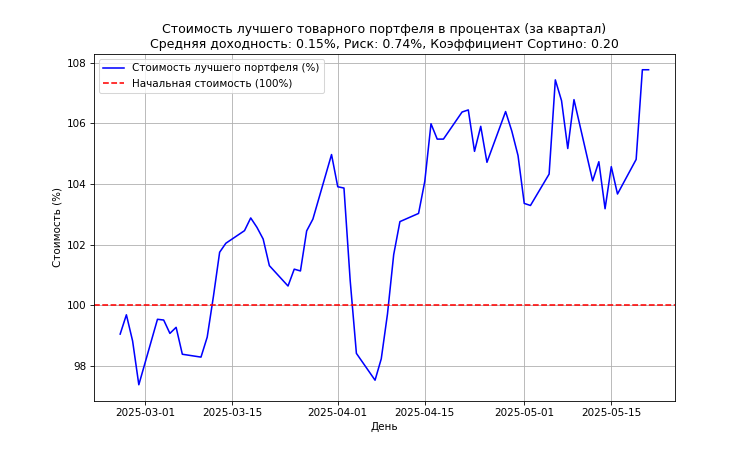 Стоимость лучшего товарного портфеля в процентах (за квартал)
Средняя доходность: 0.15%, Риск: 0.74%, Коэффициент Сортино: 0.20
Стоимость лучшего портфеля (%)
Начальная стоимость (100%)
Стоимость (%)
108
106
104
102
100
98
2025-03-01
2025-03-15
2025-04-01
2025-04-15
2025-05-01
2025-05-15
День